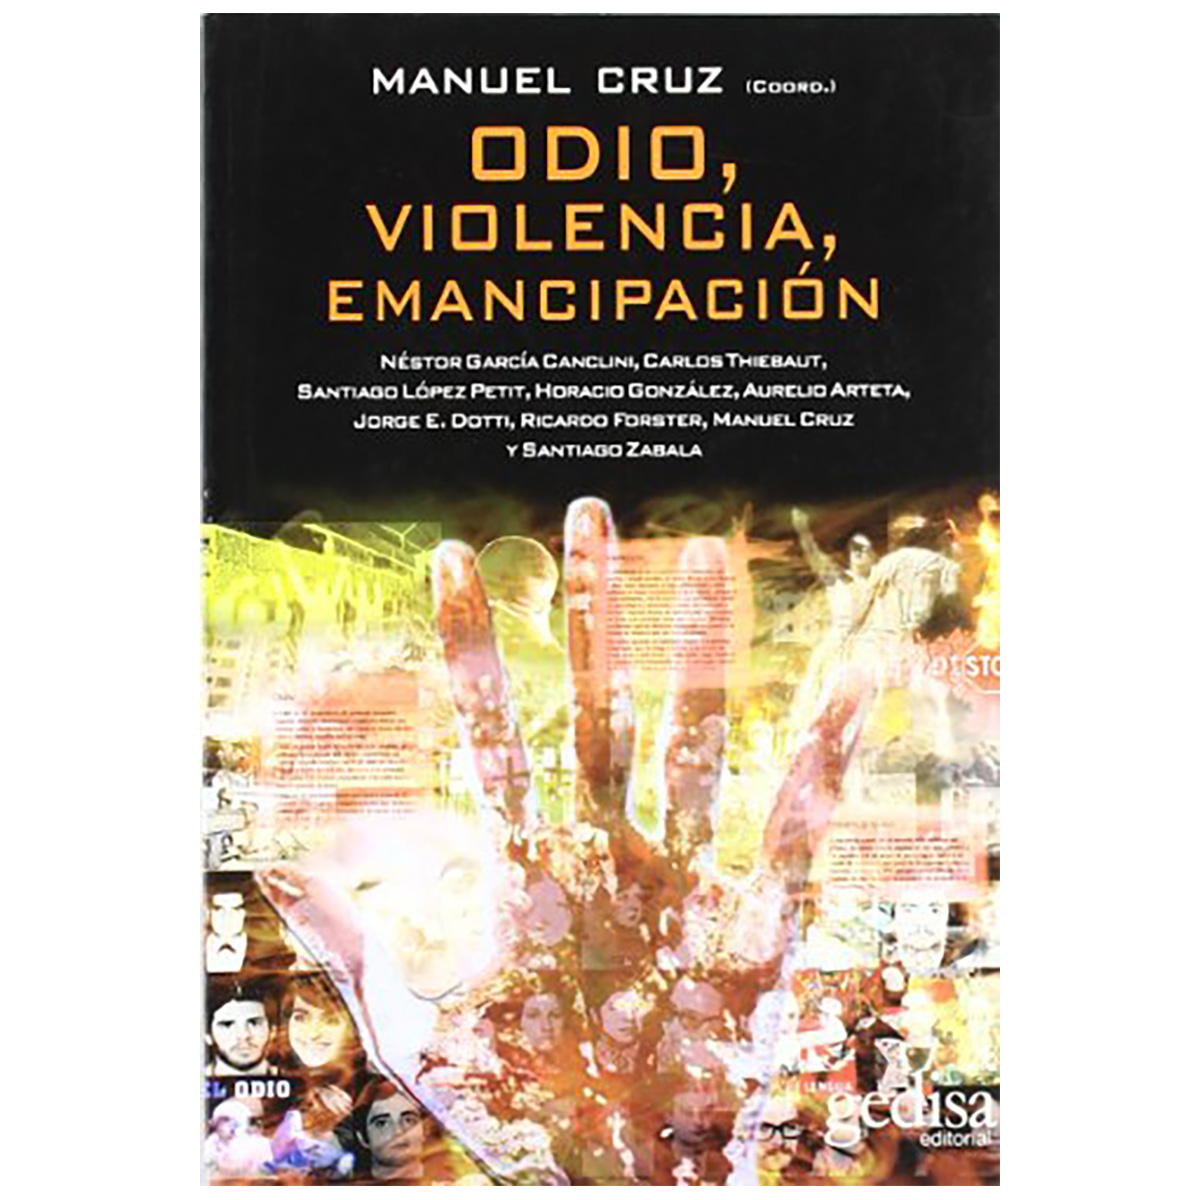 MANUEL CRUZ (COORD.)
ODIO,
VIOLENCIA,
EMANCIPACIÓN
NÉSTOR GARCÍA CANCLINI, CARLOS THIEBAUT,
SANTIAGO LÓPEZ PETIT, HORACIO GONZÁLEZ, AURELIO ARTETA,
JORGE E. DOTTI, RICARDO FORSTER, MANUEL CRUZ
Y SANTIAGO ZABALA
EL ODIO
LENGUA
gedisa
editorial